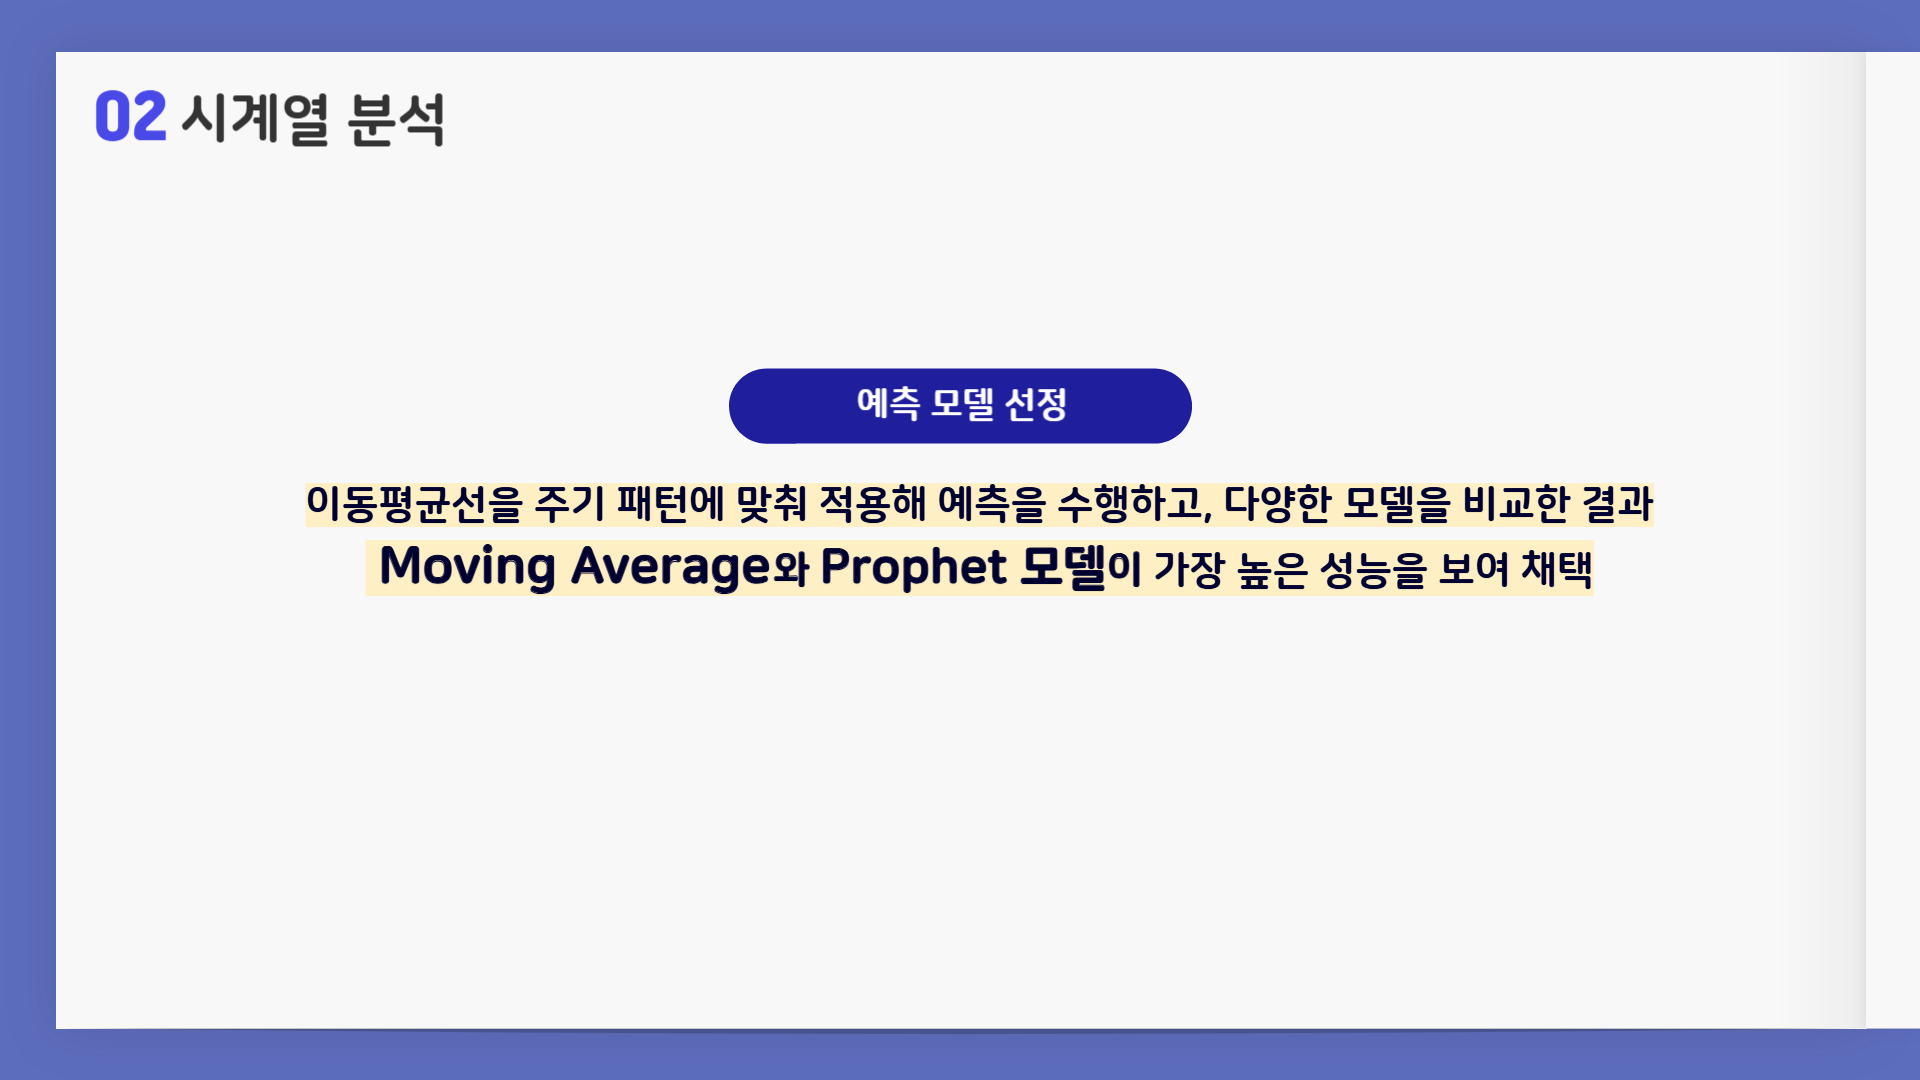 02 시계열 분석
예측 모델 선정
이동평균선을 주기 패턴에 맞춰 적용해 예측을 수행하고, 다양한 모델을 비교한 결과
Moving Average와 Prophet 모델이 가장 높은 성능을 보여 채택